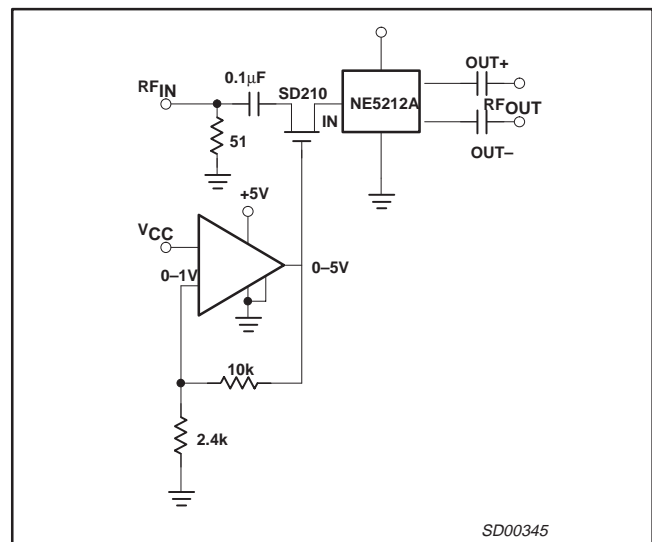 OUT+
0.1µF
SD210
RFIN
NE5212A
RFOUT
IN
51
OUT–
+5V
VCC
0–1V
0–5V
10k
2.4k
SD00345